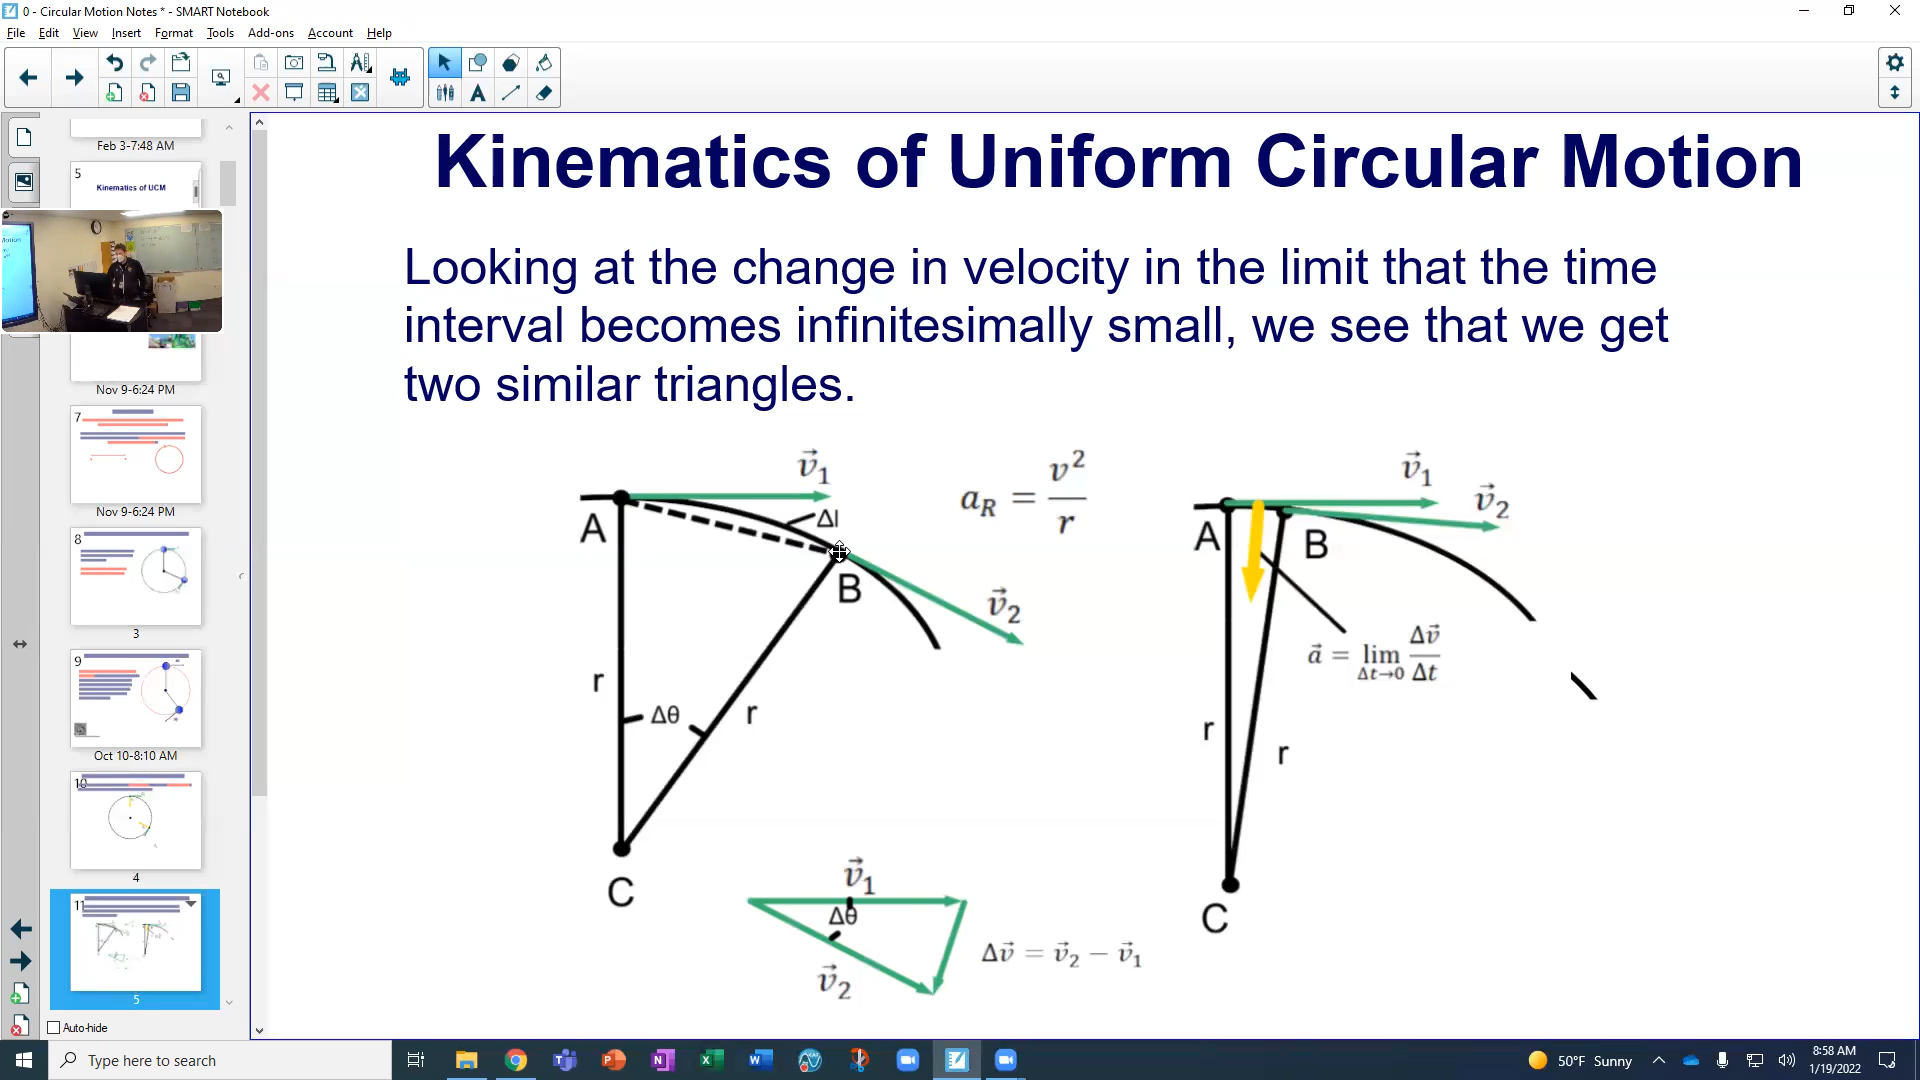 0 - Circular Motion Notes * - SMART Notebook
File Edit View Insert Format Tools Add-ons Account Help
Feb 3-7:48 AM
5
Kinematics of UCM
Nov 9-6:24 PM
7
Nov 9-6:24 PM
8
3
9
Oct 10-8:10 AM
10
4
11
5
Auto-hide
Kinematics of Uniform Circular Motion
Looking at the change in velocity in the limit that the time
interval becomes infinitesimally small, we see that we get
two similar triangles.
v⃗₁
A
Δl
B
v⃗₂
r
Δθ
r
C
a_R = v²/r
v⃗₁
Δθ
v⃗₂
Δv⃗ = v⃗₂ − v⃗₁
v⃗₁
v⃗₂
A
B
a⃗ = lim Δt→0 Δv⃗/Δt
r
r
C
Type here to search
50°F Sunny
8:58 AM
1/19/2022